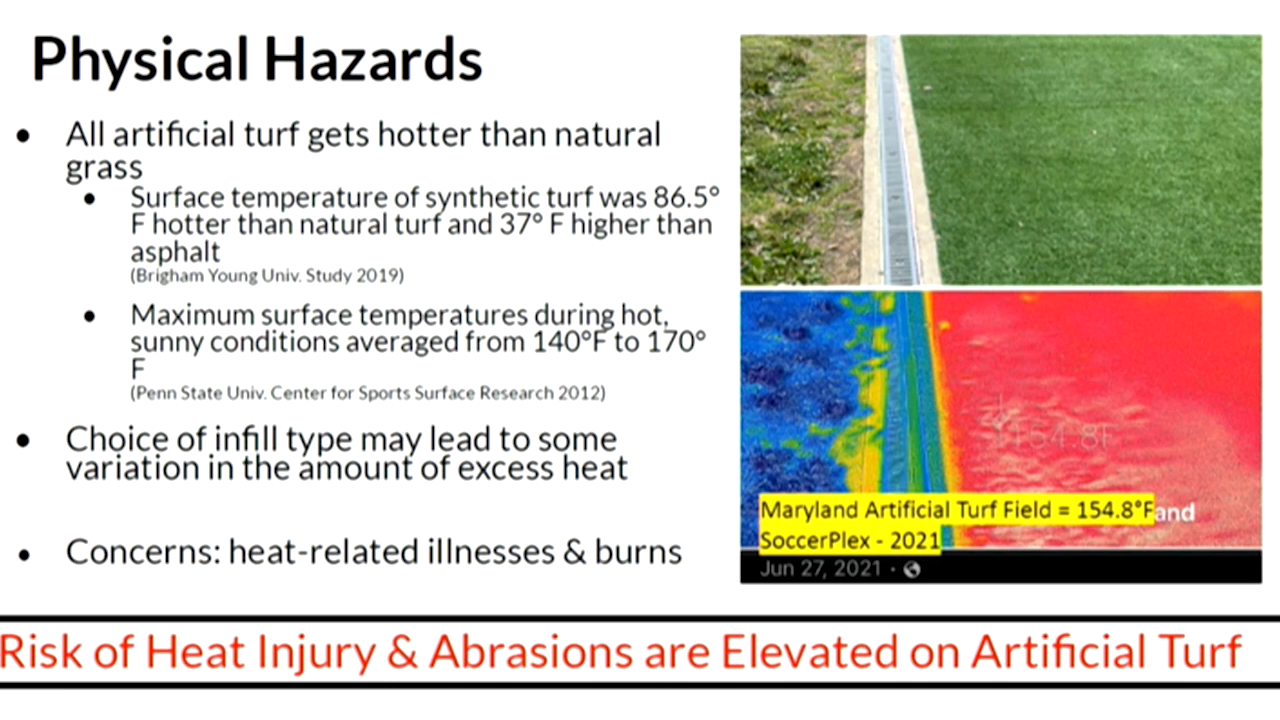 Physical Hazards
• All artificial turf gets hotter than natural
grass
• Surface temperature of synthetic turf was 86.5°
F hotter than natural turf and 37° F higher than
asphalt
(Brigham Young Univ. Study 2019)
• Maximum surface temperatures during hot,
sunny conditions averaged from 140°F to 170°
F
(Penn State Univ. Center for Sports Surface Research 2012)
• Choice of infill type may lead to some
variation in the amount of excess heat
• Concerns: heat-related illnesses & burns
154.8F
Maryland Artificial Turf Field = 154.8°F and
SoccerPlex - 2021
Jun 27, 2021 ·
Risk of Heat Injury & Abrasions are Elevated on Artificial Turf